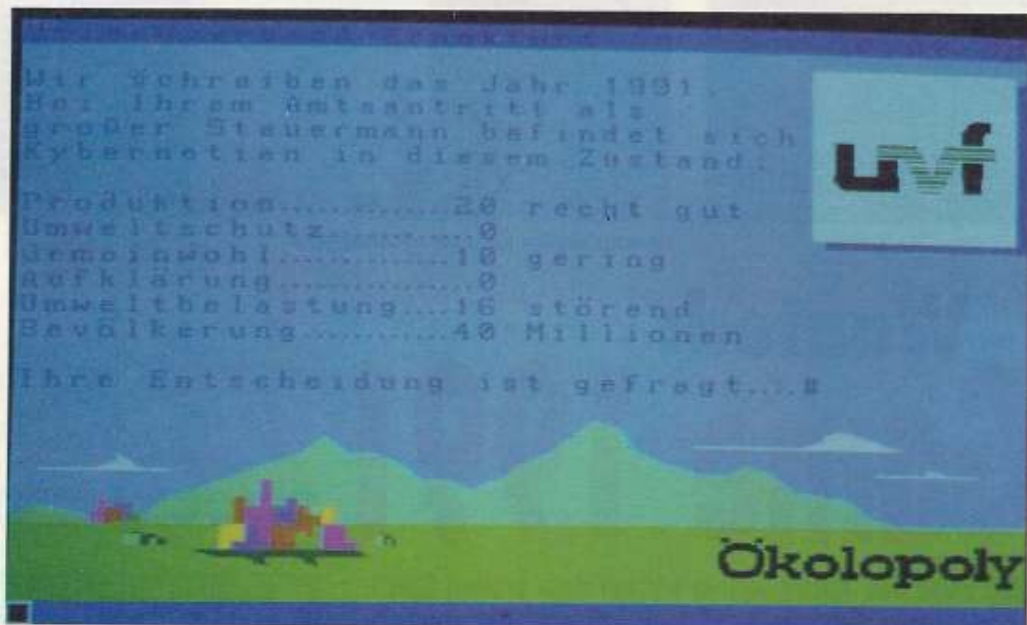 Wir schreiben das Jahr 1991.
Bei Ihrem Amtsantritt als
großer Steuermann befindet sich
Kybernetien in diesem Zustand:
uvf
Produktion.............20 recht gut
Umweltschutz...........0
Gemeinwohl.............10 gering
Aufklärung.............0
Umweltbelastung...16 störend
Bevölkerung...........40 Millionen
Ihre Entscheidung ist gefragt....
Ökolopoly